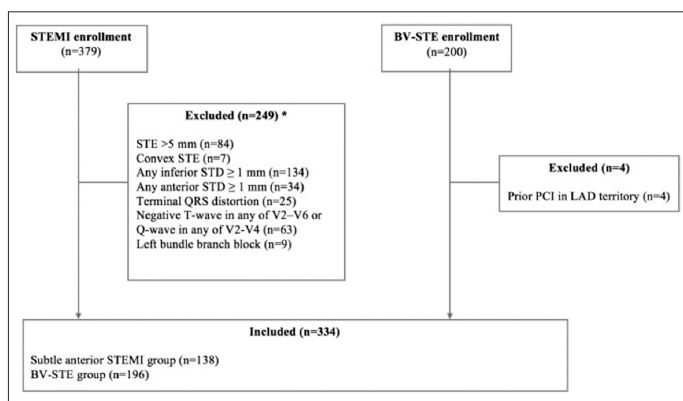 STEMI enrollment
(n=379)
BV-STE enrollment
(n=200)
Excluded (n=249) *
STE >5 mm (n=84)
Convex STE (n=7)
Any inferior STD ≥ 1 mm (n=134)
Any anterior STD ≥ 1 mm (n=34)
Terminal QRS distortion (n=25)
Negative T-wave in any of V2–V6 or
Q-wave in any of V2-V4 (n=63)
Left bundle branch block (n=9)
Excluded (n=4)
Prior PCI in LAD territory (n=4)
Included (n=334)
Subtle anterior STEMI group (n=138)
BV-STE group (n=196)